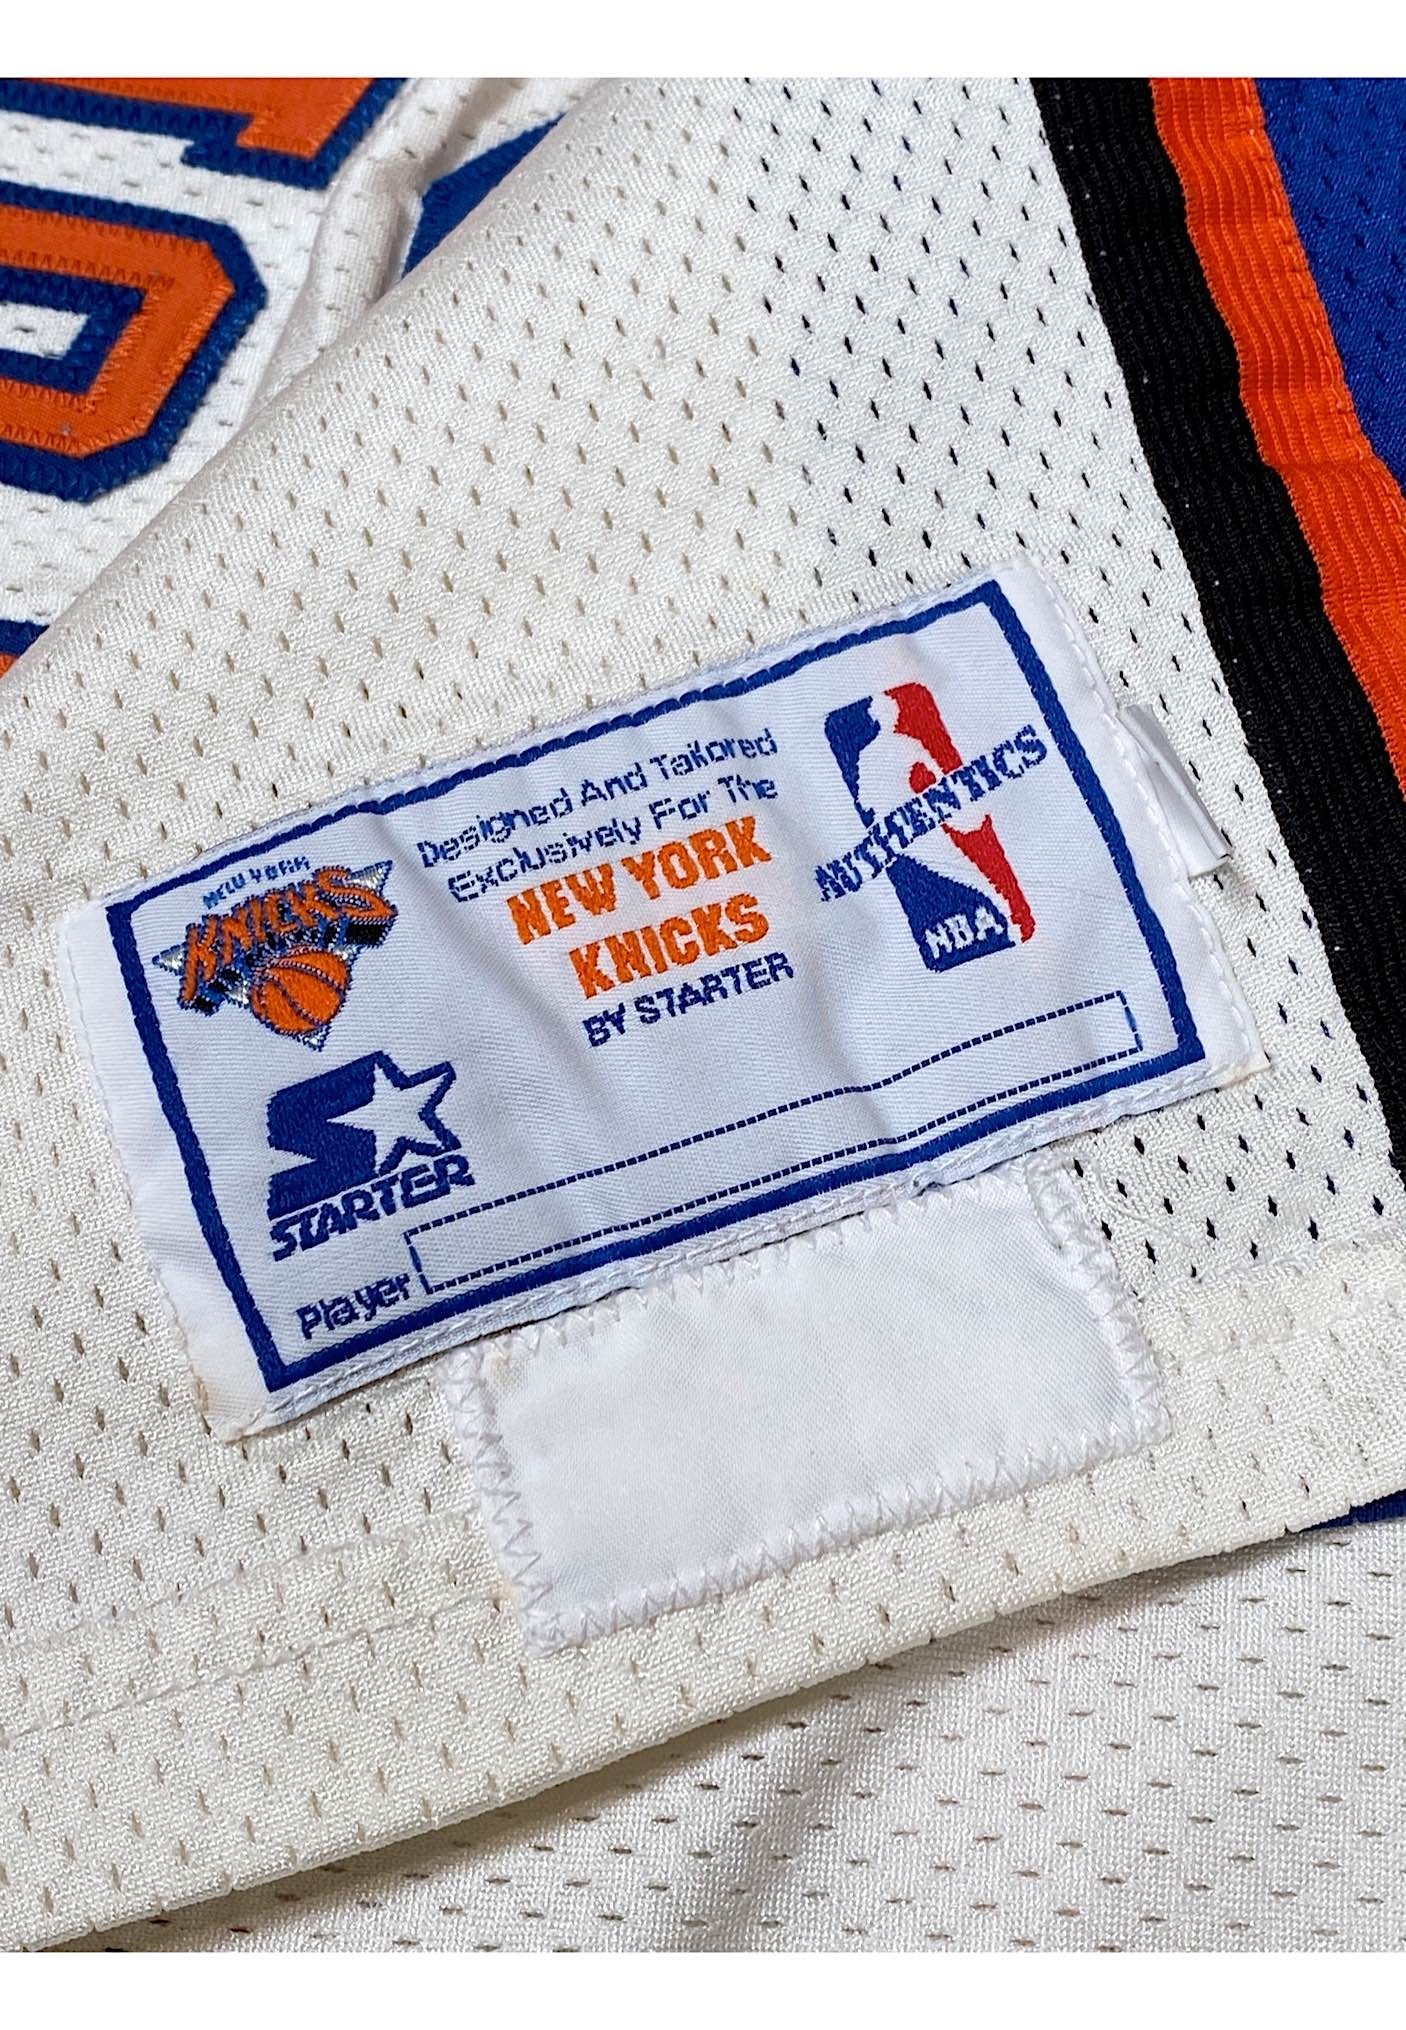 NEW YORK
KNICKS
Designed And Tailored
Exclusively For The
NEW YORK
KNICKS
BY STARTER
AUTHENTICS
NBA
STARTER
Player